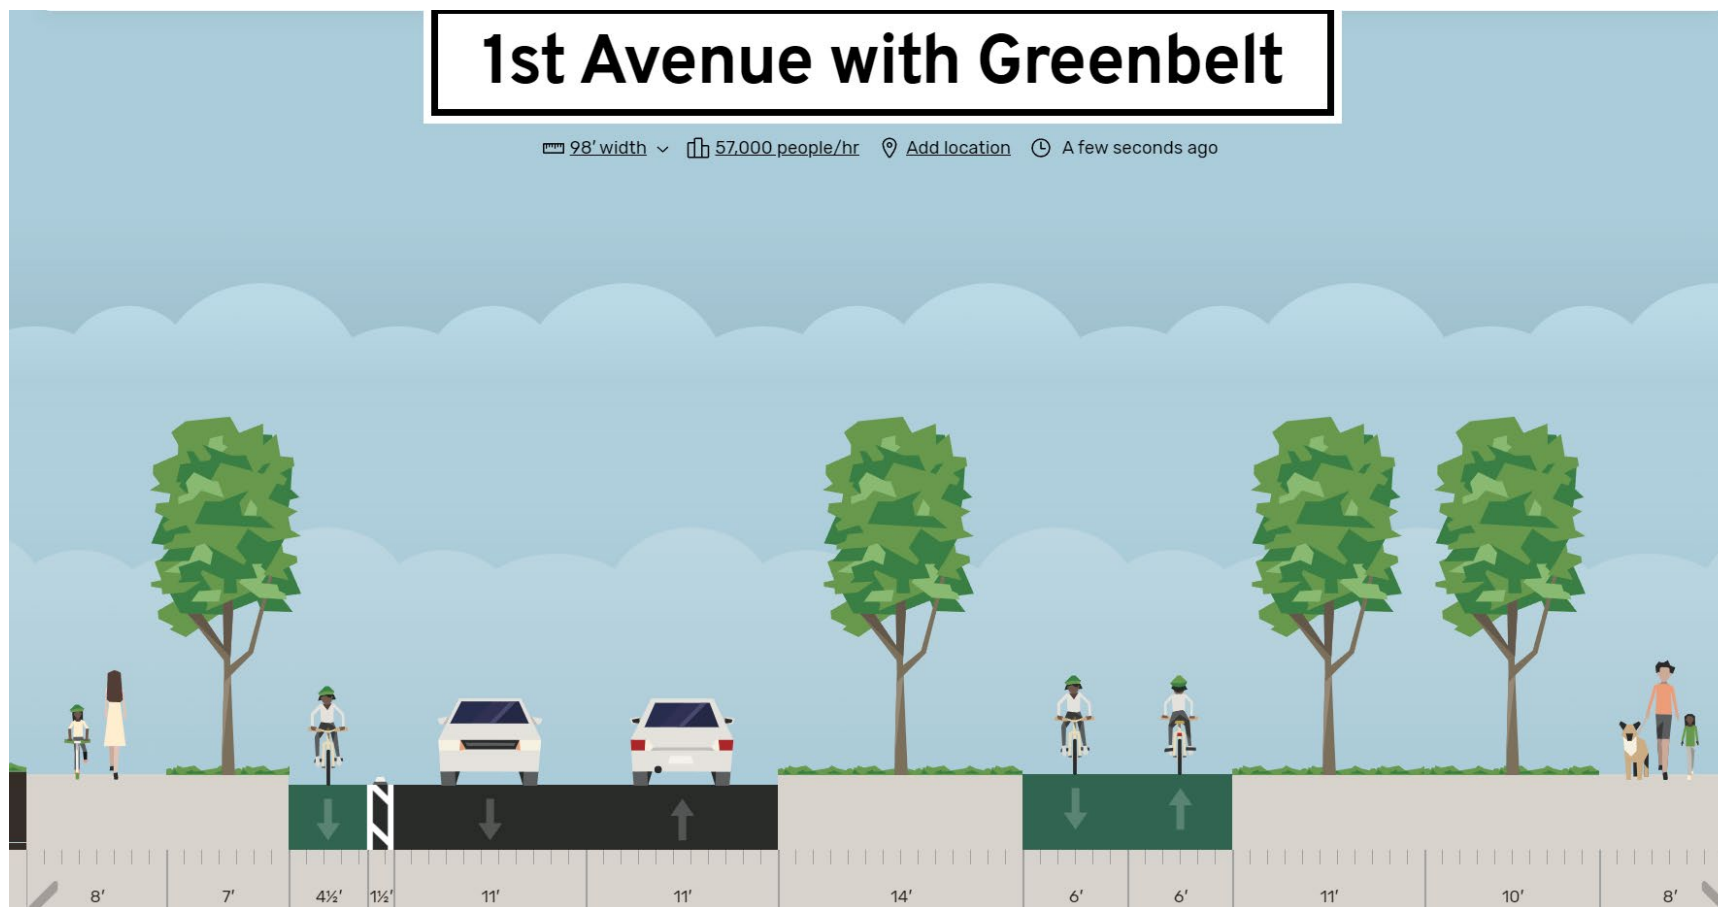 1st Avenue with Greenbelt
98′ width 57,000 people/hr Add location A few seconds ago
8′ 7′ 4½′ 1½′ 11′ 11′ 14′ 6′ 6′ 11′ 10′ 8′